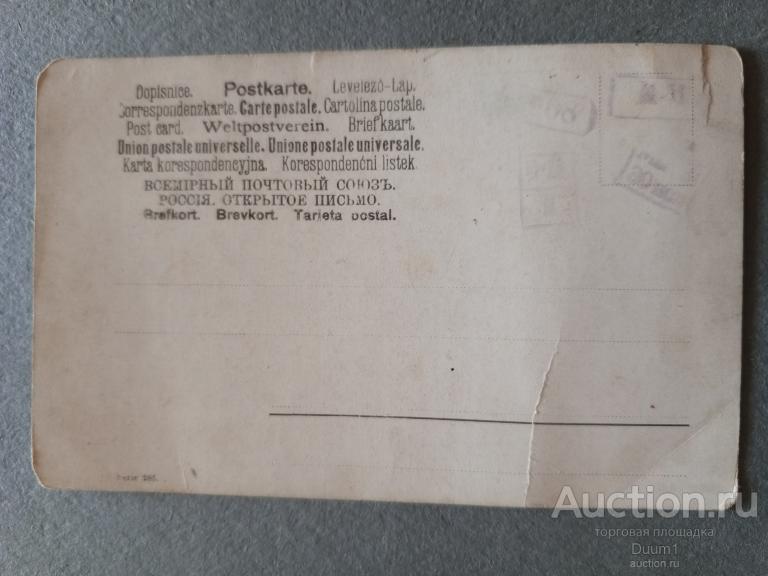 Dopisnice. Postkarte. Levelező-Lap.
Correspondenzkarte. Carte postale. Cartolina postale.
Post card. Weltpostverein. Briefkaart.
Union postale universelle. Unione postale universale.
Karta korespondencyjna. Korespondenční listek.
ВСЕМІРНЫЙ ПОЧТОВЫЙ СОЮЗЪ.
РОССІЯ. ОТКРЫТОЕ ПИСЬМО.
Brefkort. Brevkort. Tarjeta postal.
Auction.ru
торговая площадка
Duum1
auction.ru